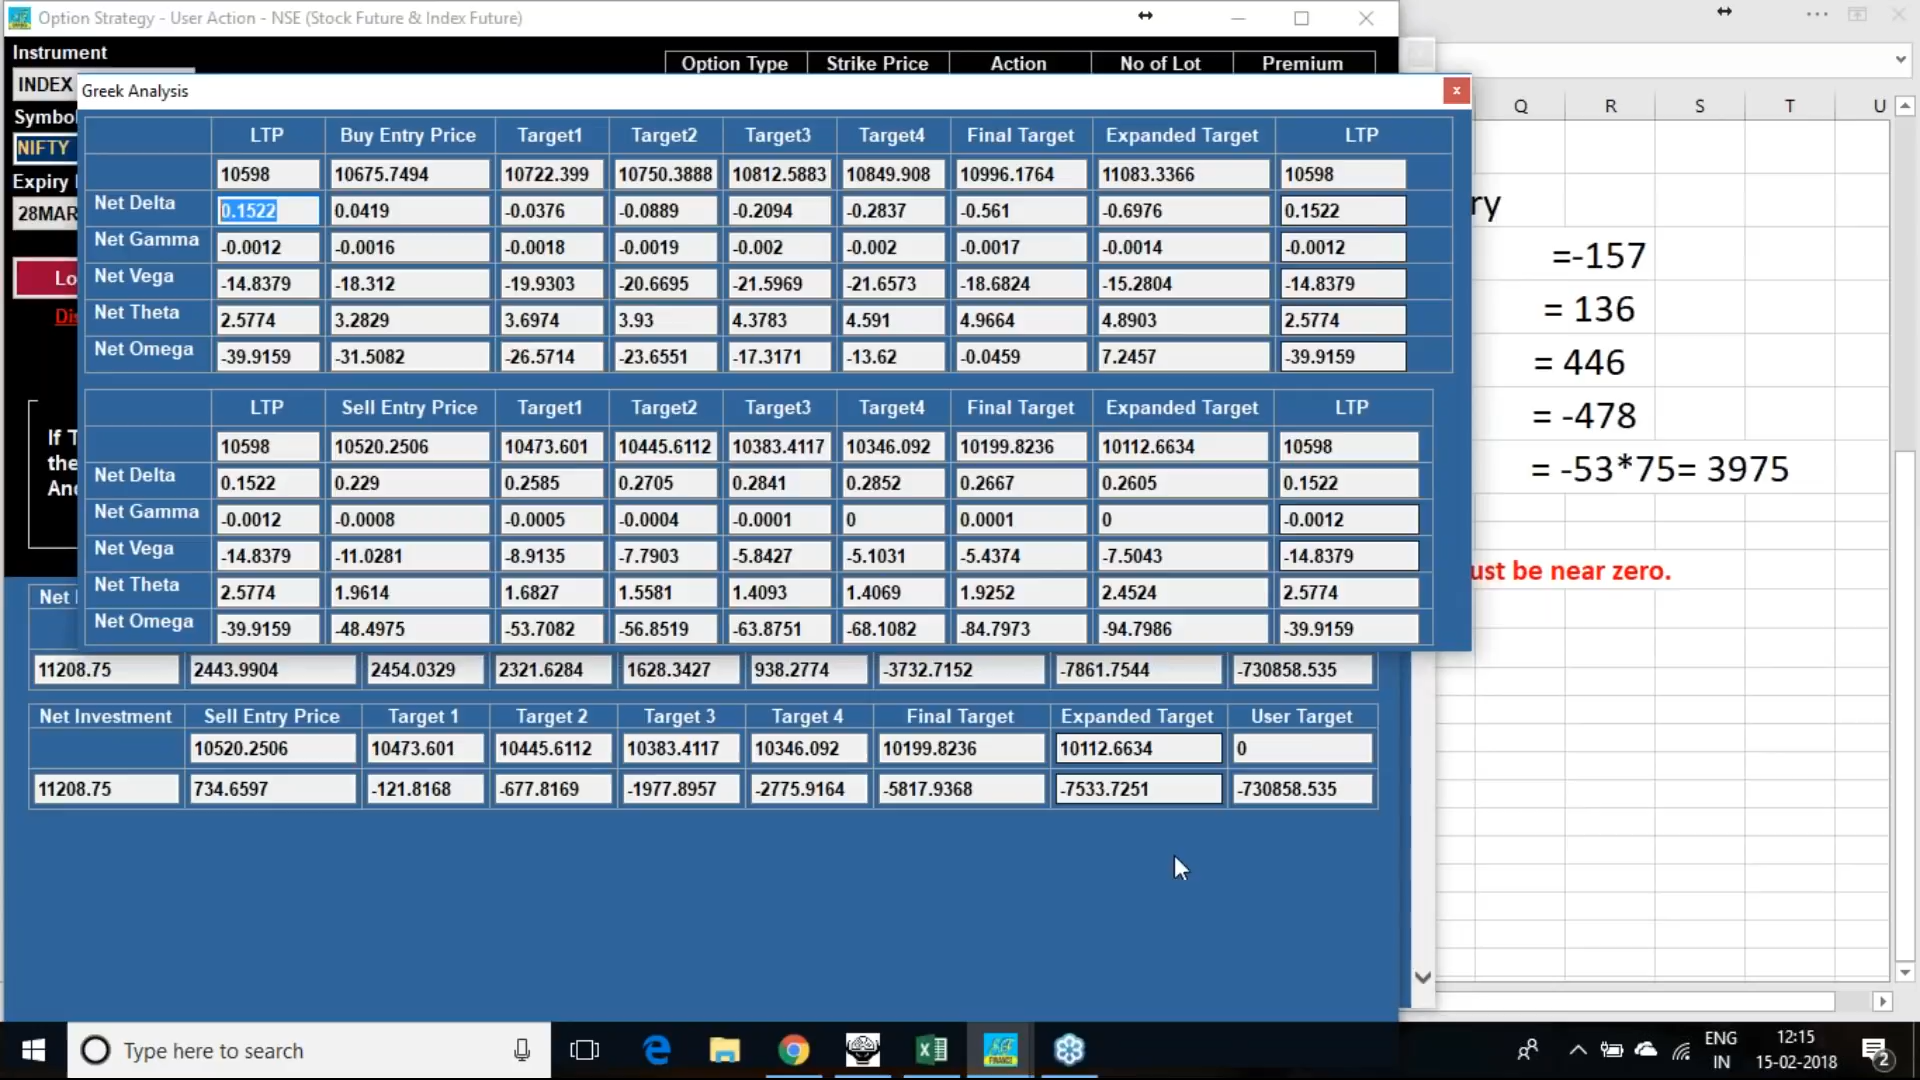 Option Strategy - User Action - NSE (Stock Future & Index Future)
Instrument
Option Type Strike Price Action No of Lot Premium
INDEX
Greek Analysis
Symbo
NIFTY
Expiry
28MAR
Lo
Dis
If T
the
And
LTP Buy Entry Price Target1 Target2 Target3 Target4 Final Target Expanded Target LTP
10598 10675.7494 10722.399 10750.3888 10812.5883 10849.908 10996.1764 11083.3366 10598
Net Delta 0.1522 0.0419 -0.0376 -0.0889 -0.2094 -0.2837 -0.561 -0.6976 0.1522
Net Gamma -0.0012 -0.0016 -0.0018 -0.0019 -0.002 -0.002 -0.0017 -0.0014 -0.0012
Net Vega -14.8379 -18.312 -19.9303 -20.6695 -21.5969 -21.6573 -18.6824 -15.2804 -14.8379
Net Theta 2.5774 3.2829 3.6974 3.93 4.3783 4.591 4.9664 4.8903 2.5774
Net Omega -39.9159 -31.5082 -26.5714 -23.6551 -17.3171 -13.62 -0.0459 7.2457 -39.9159
LTP Sell Entry Price Target1 Target2 Target3 Target4 Final Target Expanded Target LTP
10598 10520.2506 10473.601 10445.6112 10383.4117 10346.092 10199.8236 10112.6634 10598
Net Delta 0.1522 0.229 0.2585 0.2705 0.2841 0.2852 0.2667 0.2605 0.1522
Net Gamma -0.0012 -0.0008 -0.0005 -0.0004 -0.0001 0 0.0001 0 -0.0012
Net Vega -14.8379 -11.0281 -8.9135 -7.7903 -5.8427 -5.1031 -5.4374 -7.5043 -14.8379
Net Theta 2.5774 1.9614 1.6827 1.5581 1.4093 1.4069 1.9252 2.4524 2.5774
Net Omega -39.9159 -48.4975 -53.7082 -56.8519 -63.8751 -68.1082 -84.7973 -94.7986 -39.9159
Net I
11208.75 2443.9904 2454.0329 2321.6284 1628.3427 938.2774 -3732.7152 -7861.7544 -730858.535
Net Investment Sell Entry Price Target 1 Target 2 Target 3 Target 4 Final Target Expanded Target User Target
10520.2506 10473.601 10445.6112 10383.4117 10346.092 10199.8236 10112.6634 0
11208.75 734.6597 -121.8168 -677.8169 -1977.8957 -2775.9164 -5817.9368 -7533.7251 -730858.535
Q R S T U
ry
=-157
= 136
= 446
= -478
= -53*75= 3975
ust be near zero.
Type here to search
FINANCE
ENG
IN
12:15
15-02-2018
2